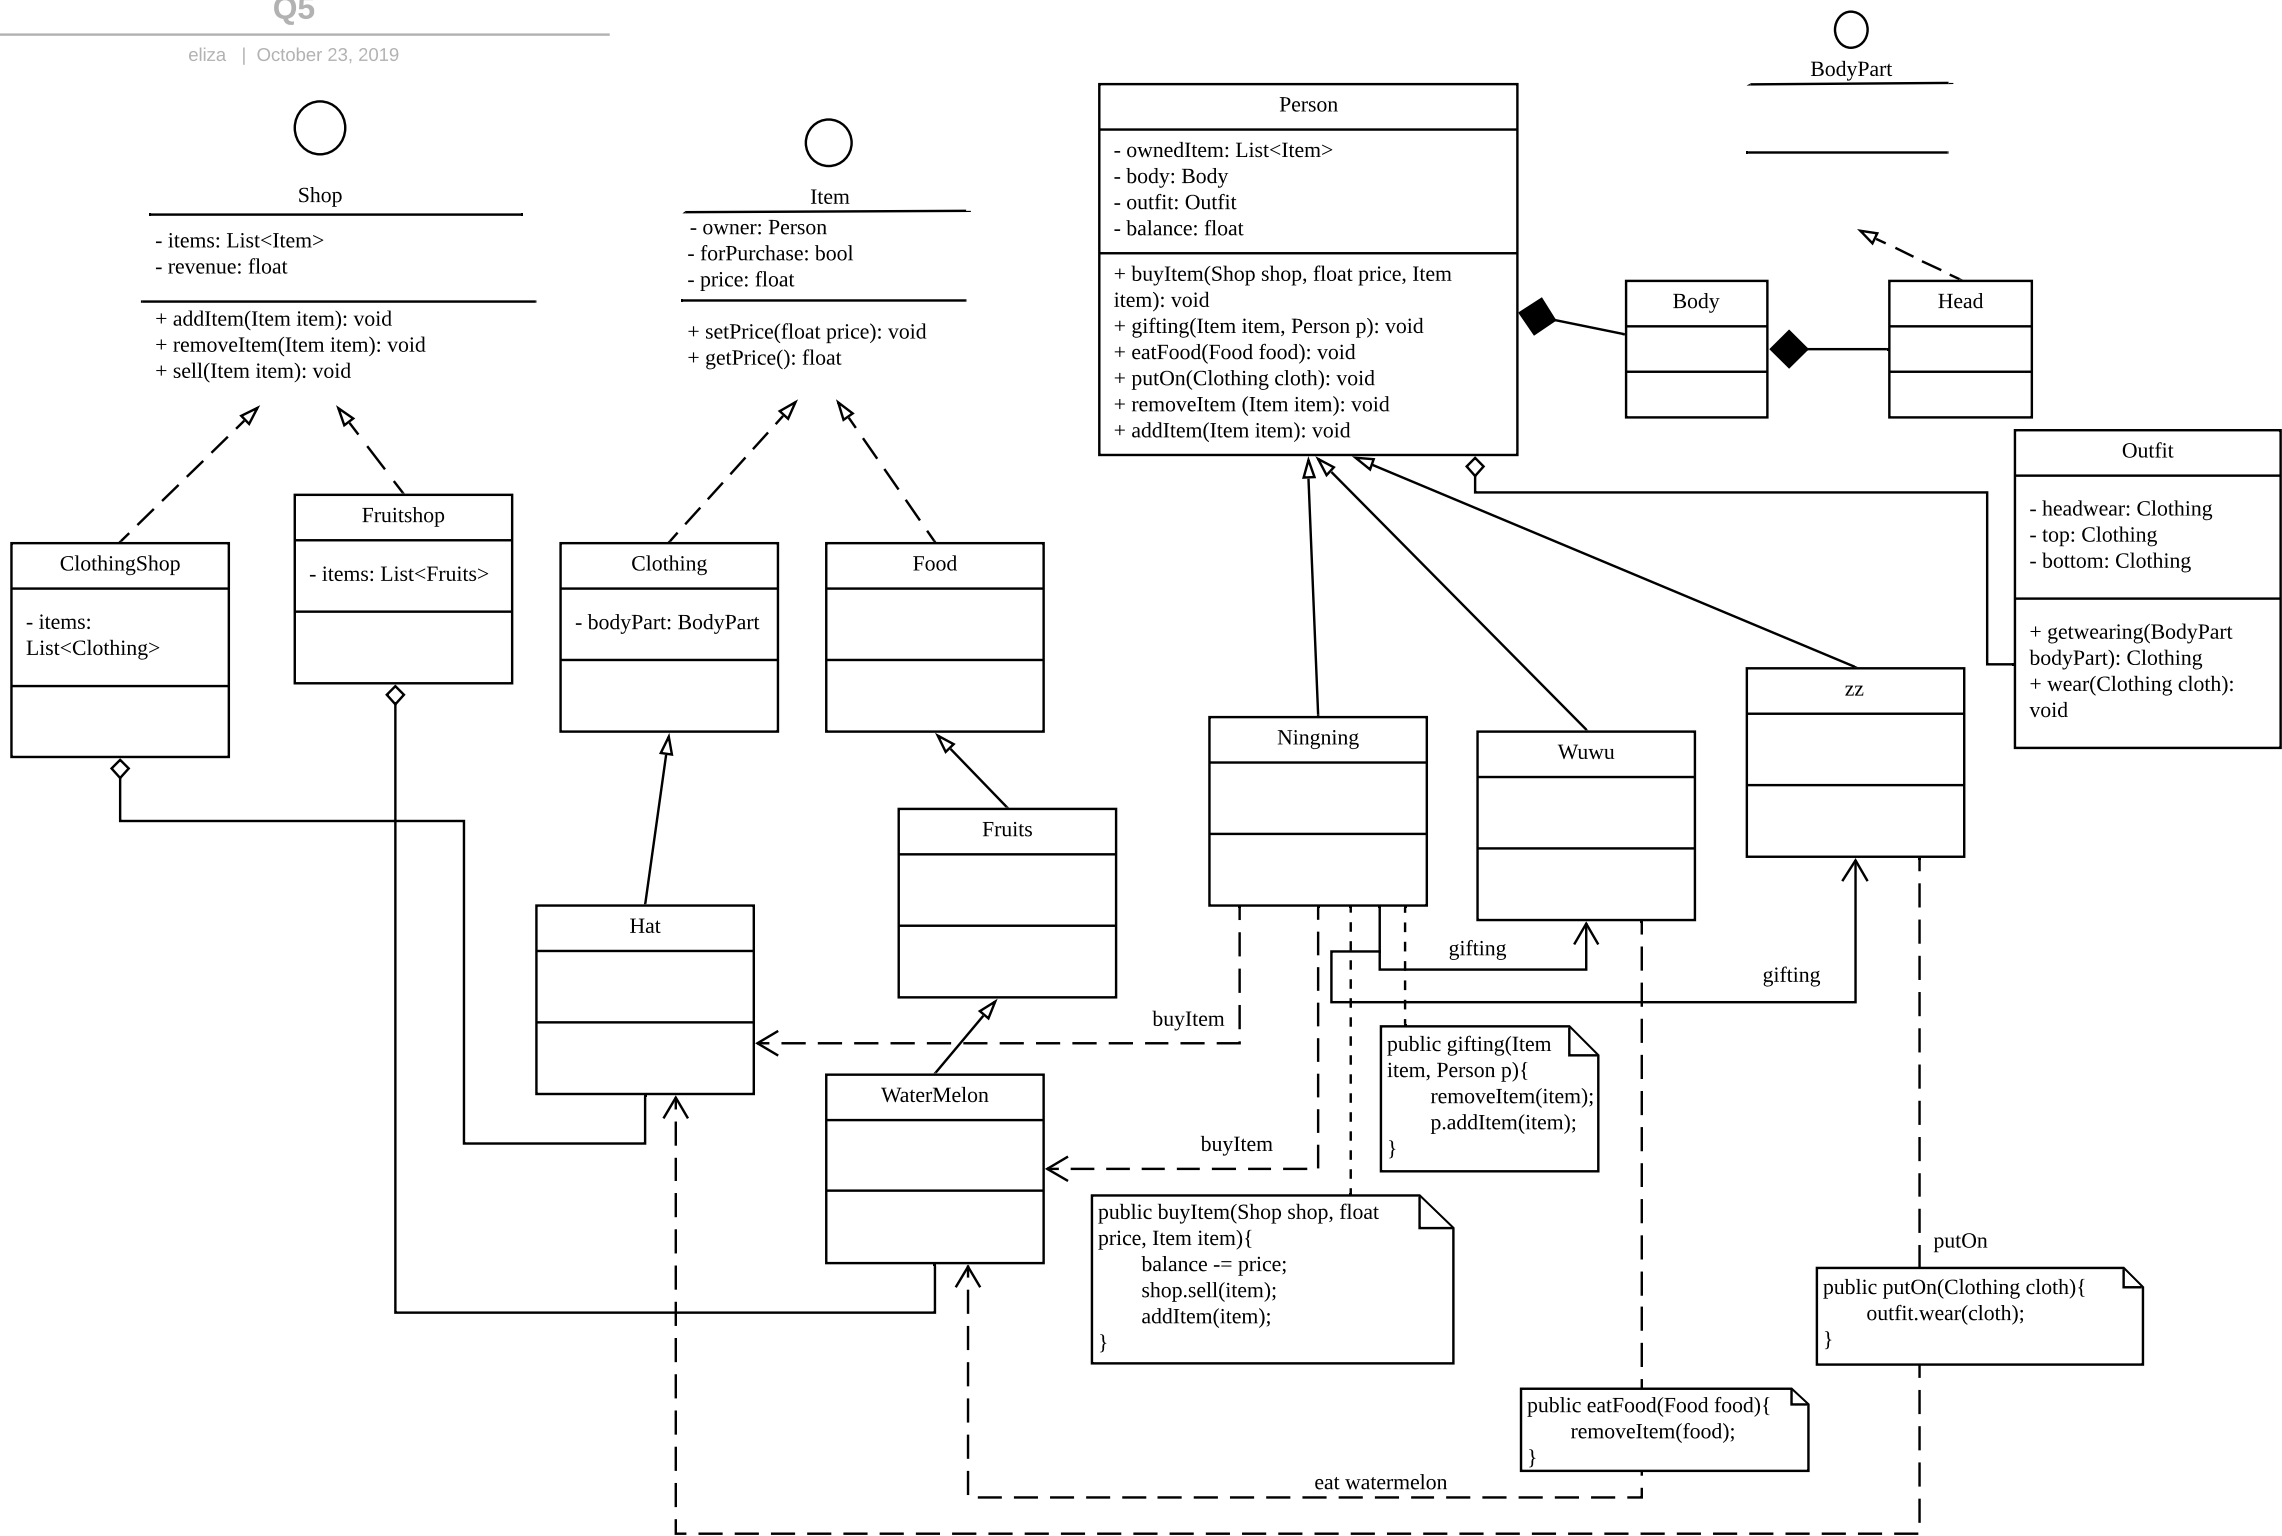 Q5
eliza | October 23, 2019
Shop
- items: List<Item>
- revenue: float
+ addItem(Item item): void
+ removeItem(Item item): void
+ sell(Item item): void
Item
- owner: Person
- forPurchase: bool
- price: float
+ setPrice(float price): void
+ getPrice(): float
Person
- ownedItem: List<Item>
- body: Body
- outfit: Outfit
- balance: float
+ buyItem(Shop shop, float price, Item
item): void
+ gifting(Item item, Person p): void
+ eatFood(Food food): void
+ putOn(Clothing cloth): void
+ removeItem (Item item): void
+ addItem(Item item): void
BodyPart
Body
Head
Outfit
- headwear: Clothing
- top: Clothing
- bottom: Clothing
+ getwearing(BodyPart
bodyPart): Clothing
+ wear(Clothing cloth):
void
ClothingShop
- items:
List<Clothing>
Fruitshop
- items: List<Fruits>
Clothing
- bodyPart: BodyPart
Food
Fruits
Hat
WaterMelon
Ningning
Wuwu
zz
gifting
gifting
buyItem
buyItem
public gifting(Item
item, Person p){
removeItem(item);
p.addItem(item);
}
public buyItem(Shop shop, float
price, Item item){
balance -= price;
shop.sell(item);
addItem(item);
}
putOn
public putOn(Clothing cloth){
outfit.wear(cloth);
}
public eatFood(Food food){
removeItem(food);
}
eat watermelon